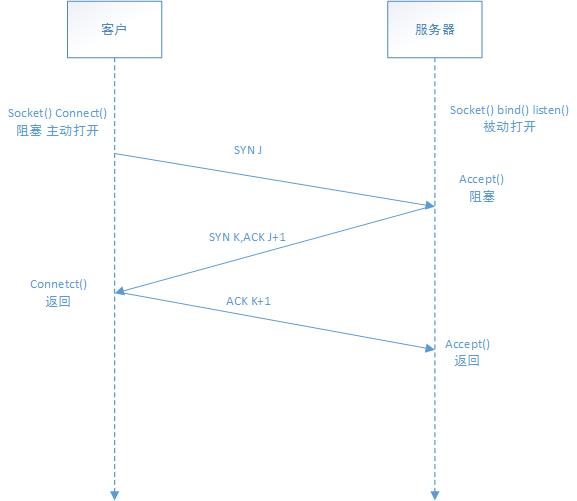 客户
服务器
Socket() Connect()
阻塞 主动打开
Socket() bind() listen()
被动打开
SYN J
Accept()
阻塞
SYN K,ACK J+1
Connetct()
返回
ACK K+1
Accept()
返回